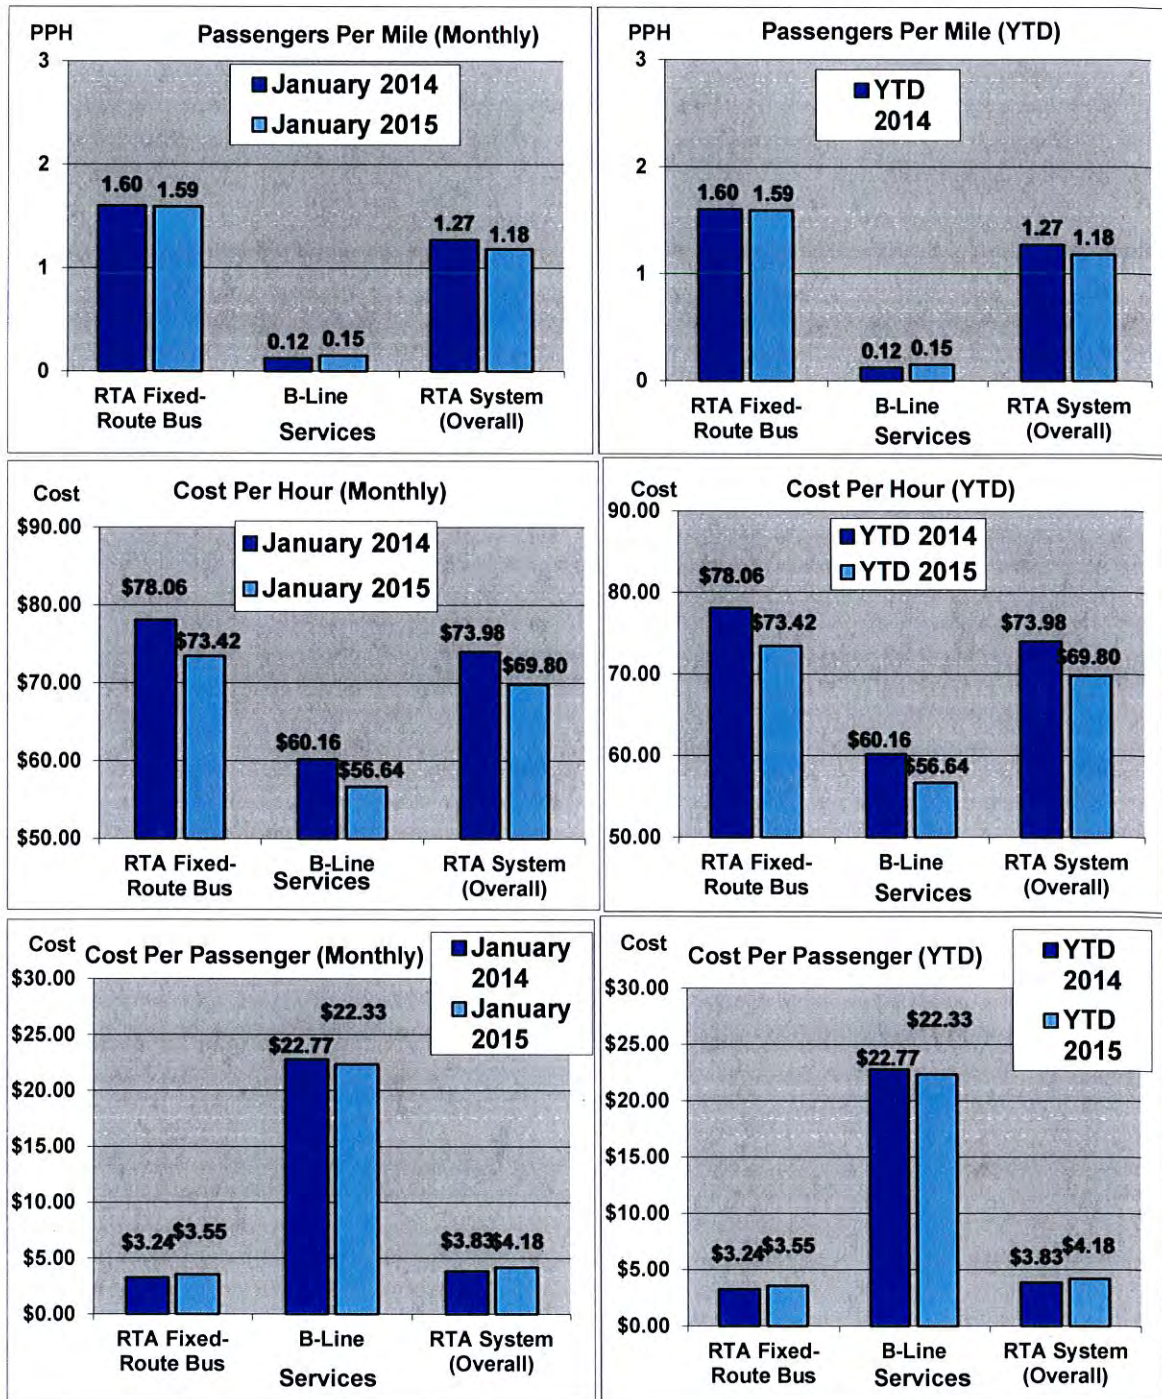 PPH
Passengers Per Mile (Monthly)
3
January 2014
January 2015
2
1.60
1.59
1.27
1.18
1
0.12
0.15
0
RTA Fixed-
Route Bus
B-Line
RTA System
(Overall)
Services
PPH
Passengers Per Mile (YTD)
3
YTD
2014
2
1.60
1.59
1.27
1.18
1
0.12
0.15
0
RTA Fixed-
Route Bus
B-Line
RTA System
(Overall)
Services
Cost
Cost Per Hour (Monthly)
$90.00
January 2014
January 2015
$78.06
$80.00
$73.42
$73.98
$69.80
$70.00
$60.16
$60.00
$56.64
$50.00
RTA Fixed-
Route Bus
B-Line
RTA System
(Overall)
Services
Cost
Cost Per Hour (YTD)
90.00
YTD 2014
YTD 2015
$78.06
80.00
$73.42
$73.98
$69.80
70.00
$60.16
60.00
$56.64
50.00
RTA Fixed-
Route Bus
B-Line
RTA System
(Overall)
Services
Cost
Cost Per Passenger (Monthly)
January
2014
January
2015
$30.00
$25.00
$22.77
$22.33
$20.00
$15.00
$10.00
$5.00
$3.24
$3.55
$3.83
$4.18
$0.00
RTA Fixed-
Route Bus
B-Line
RTA System
(Overall)
Services
Cost
Cost Per Passenger (YTD)
YTD
2014
YTD
2015
$30.00
$25.00
$22.77
$22.33
$20.00
$15.00
$10.00
$5.00
$3.24
$3.55
$3.83
$4.18
$0.00
RTA Fixed-
Route Bus
B-Line
RTA System
(Overall)
Services